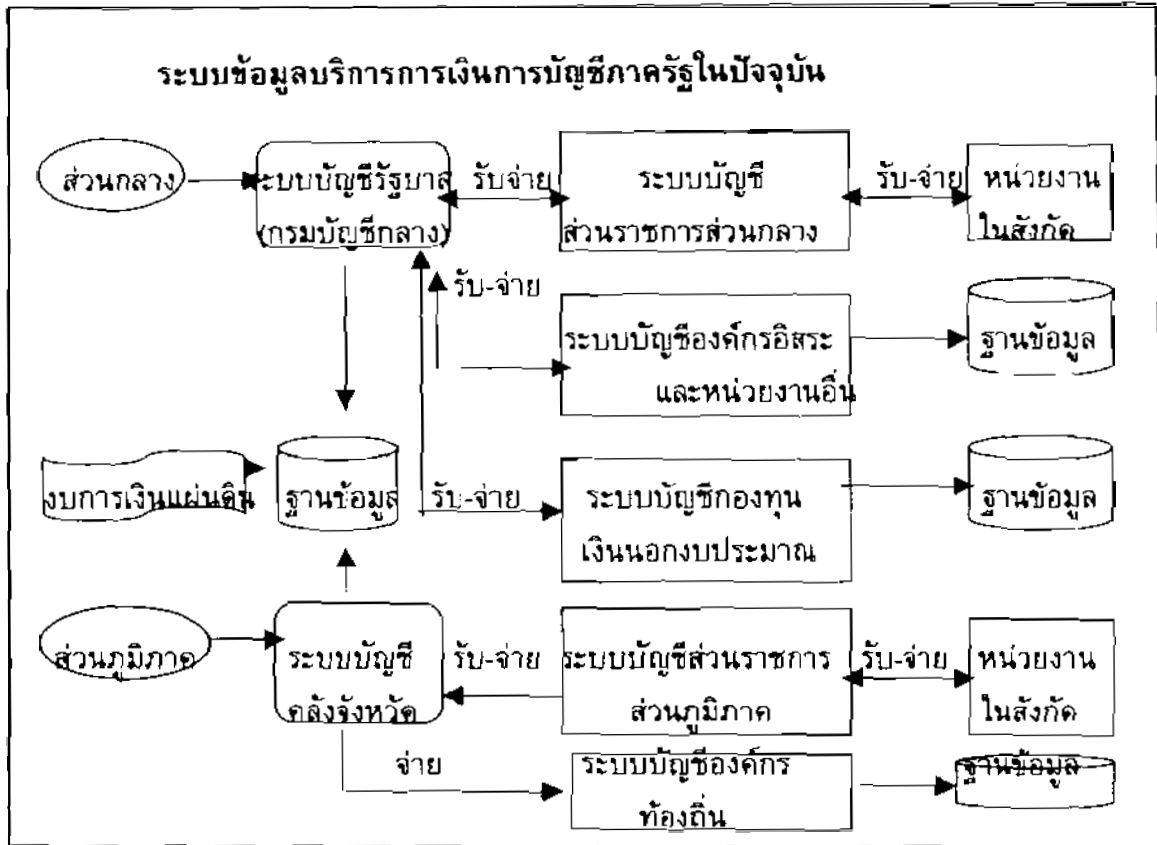 ระบบข้อมูลบริการการเงินการบัญชีภาครัฐในปัจจุบัน
ส่วนกลาง
ระบบบัญชีรัฐบาล
(กรมบัญชีกลาง)
รับจ่าย
ระบบบัญชี
ส่วนราชการส่วนกลาง
รับ-จ่าย
หน่วยงาน
ในสังกัด
รับ-จ่าย
ระบบบัญชีองค์กรอิสระ
และหน่วยงานอื่น
ฐานข้อมูล
งบการเงินแผ่นดิน
ฐานข้อมูล
รับ-จ่าย
ระบบบัญชีกองทุน
เงินนอกงบประมาณ
ฐานข้อมูล
ส่วนภูมิภาค
ระบบบัญชี
คลังจังหวัด
รับ-จ่าย
ระบบบัญชีส่วนราชการ
ส่วนภูมิภาค
รับ-จ่าย
หน่วยงาน
ในสังกัด
จ่าย
ระบบบัญชีองค์กร
ท้องถิ่น
ฐานข้อมูล